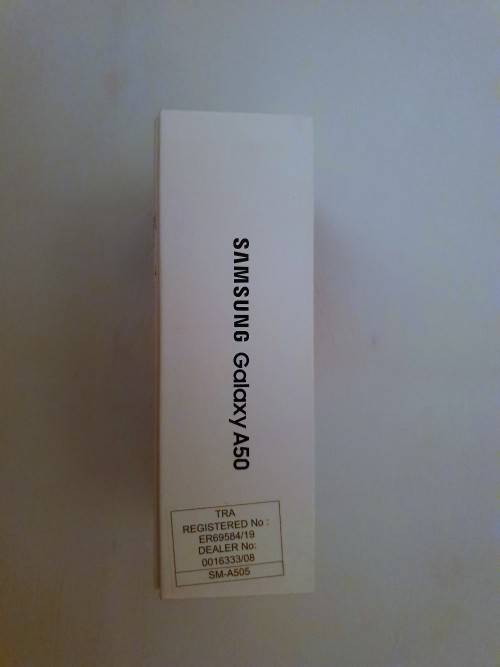 SAMSUNG Galaxy A50
TRA
REGISTERED No :
ER69584/19
DEALER No:
0016333/08
SM-A505